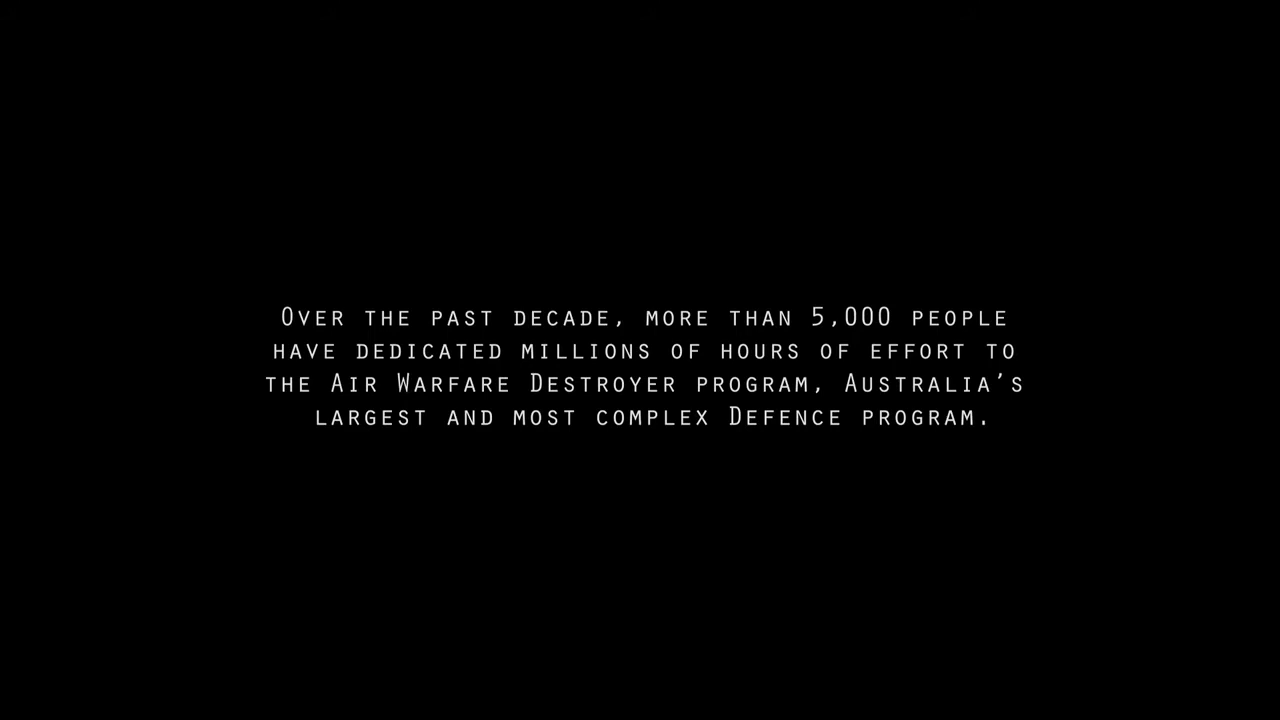 Over the past decade, more than 5,000 people
have dedicated millions of hours of effort to
the Air Warfare Destroyer program, Australia's
largest and most complex Defence program.